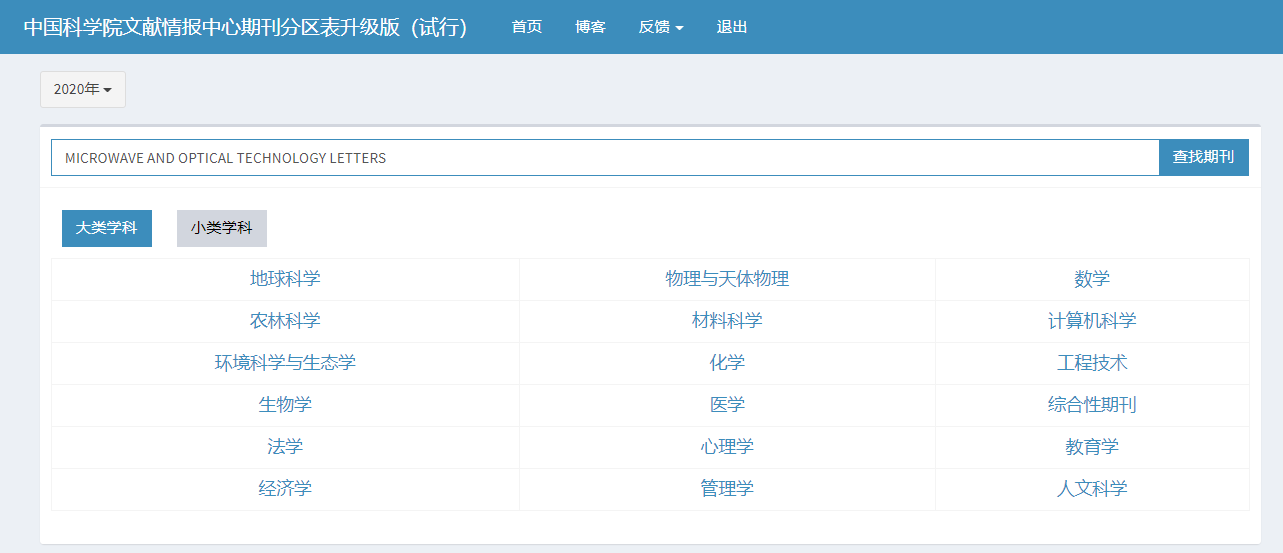 中国科学院文献情报中心期刊分区表升级版（试行） 首页 博客 反馈 退出
2020年
MICROWAVE AND OPTICAL TECHNOLOGY LETTERS 查找期刊
大类学科 小类学科
地球科学 物理与天体物理 数学
农林科学 材料科学 计算机科学
环境科学与生态学 化学 工程技术
生物学 医学 综合性期刊
法学 心理学 教育学
经济学 管理学 人文科学